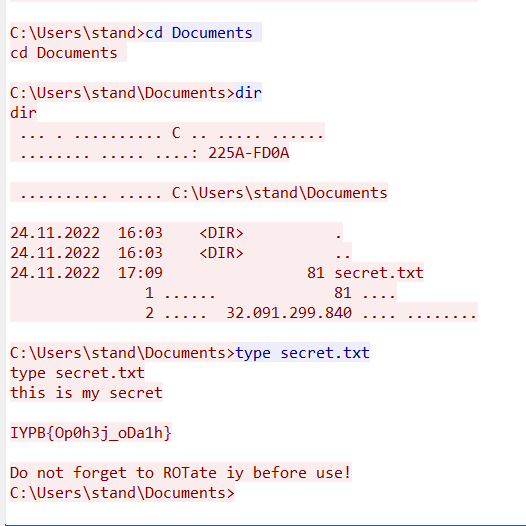 C:\Users\stand>cd Documents
cd Documents
C:\Users\stand\Documents>dir
dir
... . .......... C .. ..... ......
........ ..... ....: 225A-FD0A
.......... ..... C:\Users\stand\Documents
24.11.2022  16:03    <DIR>          .
24.11.2022  16:03    <DIR>          ..
24.11.2022  17:09                81 secret.txt
1 ......             81 ....
2 .....  32.091.299.840 .... ........
C:\Users\stand\Documents>type secret.txt
type secret.txt
this is my secret
IYPB{Op0h3j_oDa1h}
Do not forget to ROTate iy before use!
C:\Users\stand\Documents>